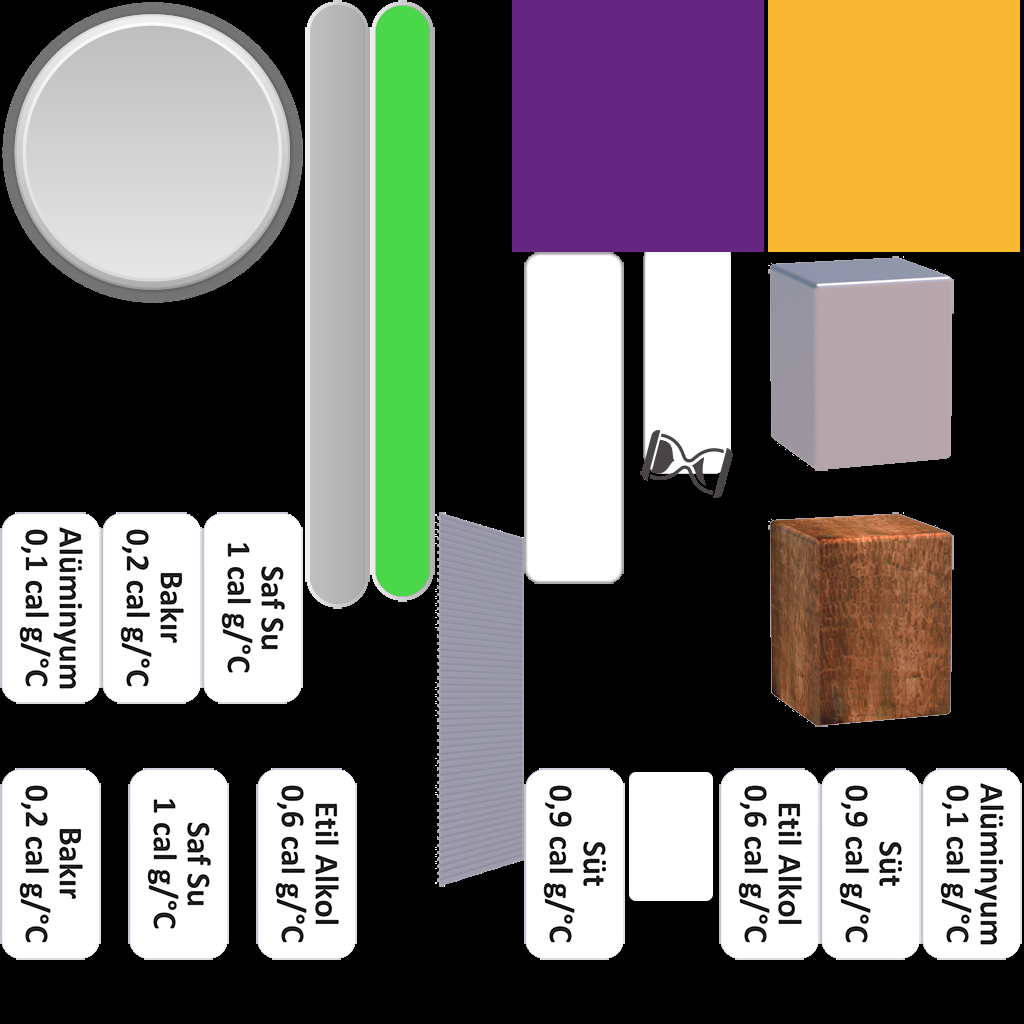 Alüminyum
0,1 cal g/°C
Bakır
0,2 cal g/°C
Saf Su
1 cal g/°C
Bakır
0,2 cal g/°C
Saf Su
1 cal g/°C
Etil Alkol
0,6 cal g/°C
Süt
0,9 cal g/°C
Etil Alkol
0,6 cal g/°C
Süt
0,9 cal g/°C
Alüminyum
0,1 cal g/°C